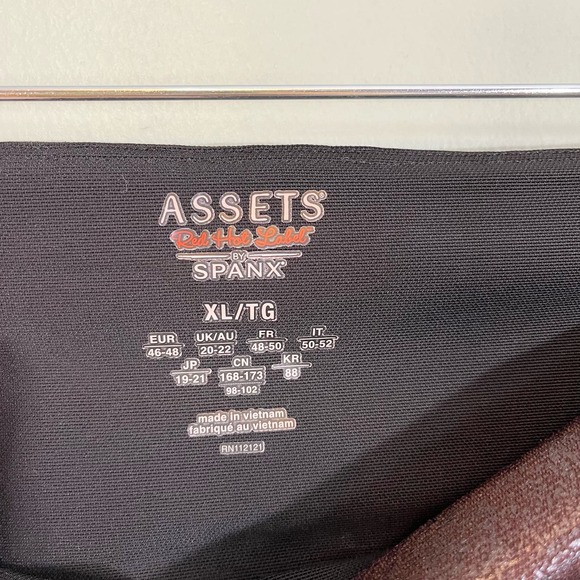 ASSETS®
Red Hot Label™
BY
SPANX®
XL/TG
EUR UK/AU FR IT
46-48 20-22 48-50 50-52
JP CN KR
19-21 168-173 88
98-102
made in vietnam
fabriqué au vietnam
RN112121